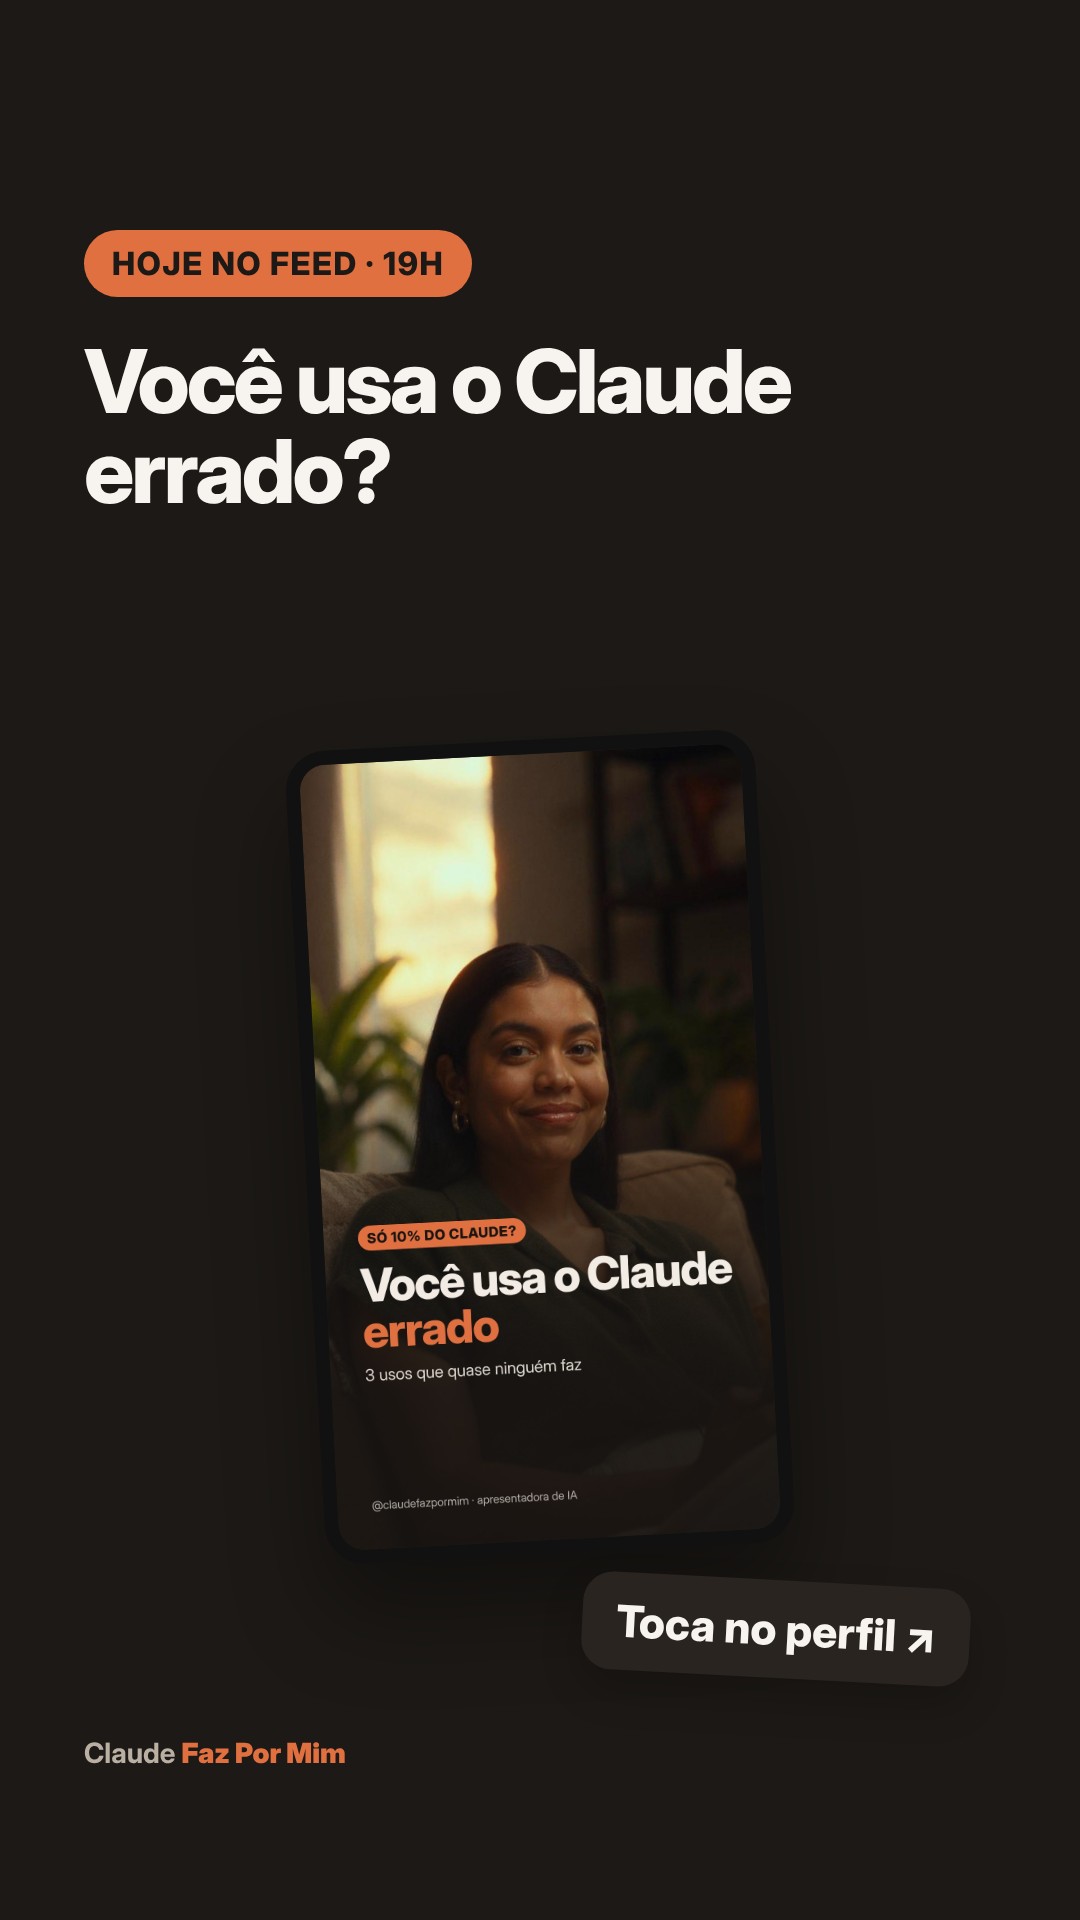 HOJE NO FEED · 19H
Você usa o Claude
errado?
SÓ 10% DO CLAUDE?
Você usa o Claude
errado
3 usos que quase ninguém faz
@claudefazpormim · apresentadora de IA
Toca no perfil ↗
Claude Faz Por Mim